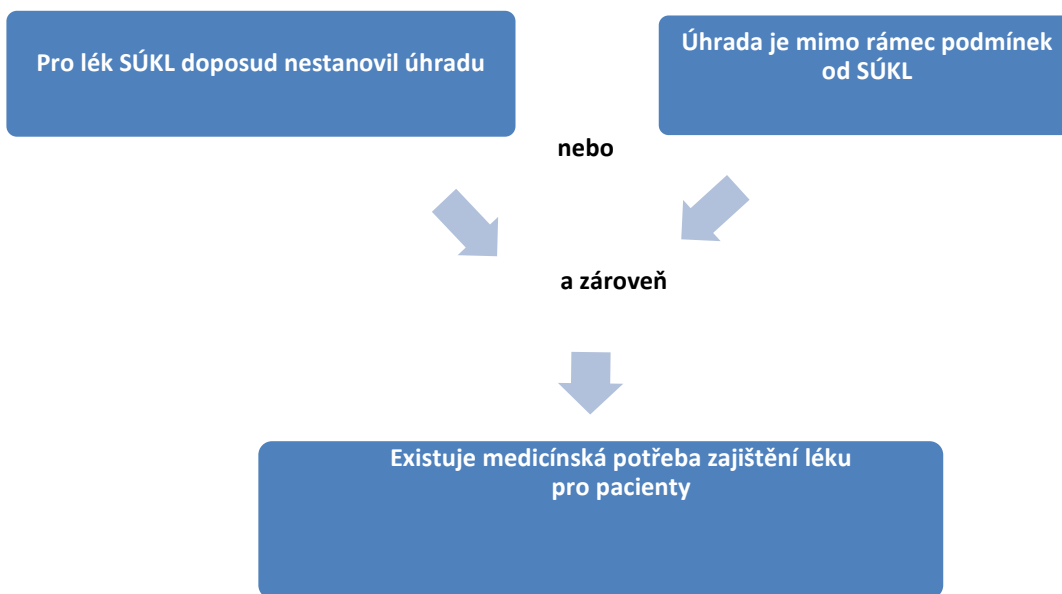 Pro lék SÚKL doposud nestanovil úhradu
Úhrada je mimo rámec podmínek
od SÚKL
nebo
a zároveň
Existuje medicínská potřeba zajištění léku
pro pacienty